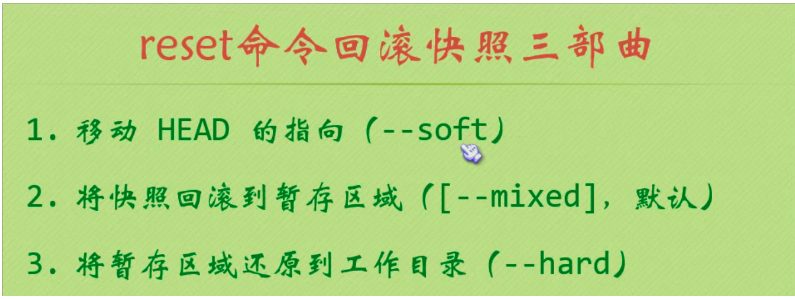 reset命令回滚快照三部曲
1. 移动 HEAD 的指向（--soft）
2. 将快照回滚到暂存区域（[--mixed]，默认）
3. 将暂存区域还原到工作目录（--hard）